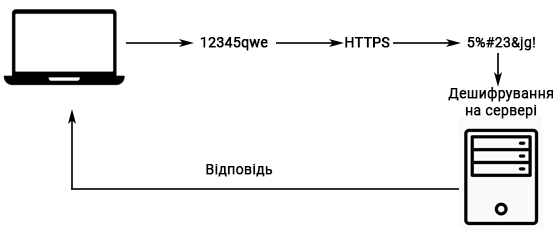 12345qwe
HTTPS
5%#23&jg!
Дешифрування
на сервері
Відповідь